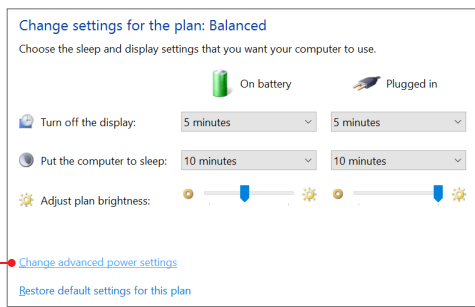 Change settings for the plan: Balanced
Choose the sleep and display settings that you want your computer to use.
On battery Plugged in
Turn off the display: 5 minutes 5 minutes
Put the computer to sleep: 10 minutes 10 minutes
Adjust plan brightness:
Change advanced power settings
Restore default settings for this plan